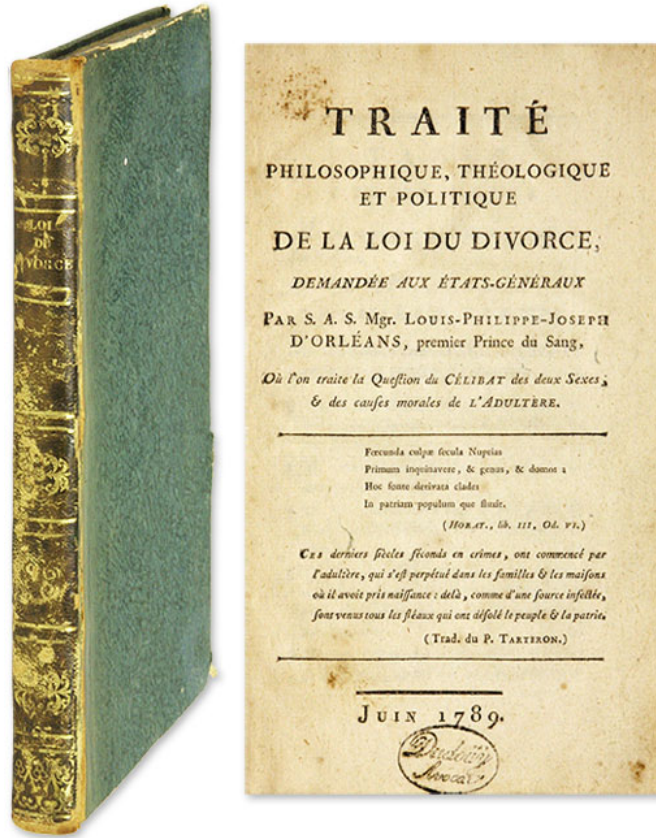 LOI
DU
DIVORCE
TRAITÉ
PHILOSOPHIQUE, THÉOLOGIQUE
ET POLITIQUE
DE LA LOI DU DIVORCE,
DEMANDÉE AUX ÉTATS-GÉNÉRAUX
PAR S. A. S. Mgr. LOUIS-PHILIPPE-JOSEPH
D'ORLÉANS, premier Prince du Sang,
Où l'on traite la Queſtion du CÉLIBAT des deux Sexes,
& des cauſes morales de L'ADULTÈRE.
Fœcunda culpæ ſecula Nuptias
Primum inquinavere, & genus, & domos ;
Hoc fonte derivata clades
In patriam populum que fluxit.
(HORAT., lib. III, Od. VI.)
CES derniers ſiècles féconds en crimes, ont commencé par
l'adultère, qui s'eſt perpétué dans les familles & les maiſons
où il avoit pris naiſſance : delà, comme d'une ſource infectée,
ſont venus tous les fléaux qui ont déſolé le peuple & la patrie.
(Trad. du P. TARTERON.)
JUIN 1789.
Avocat